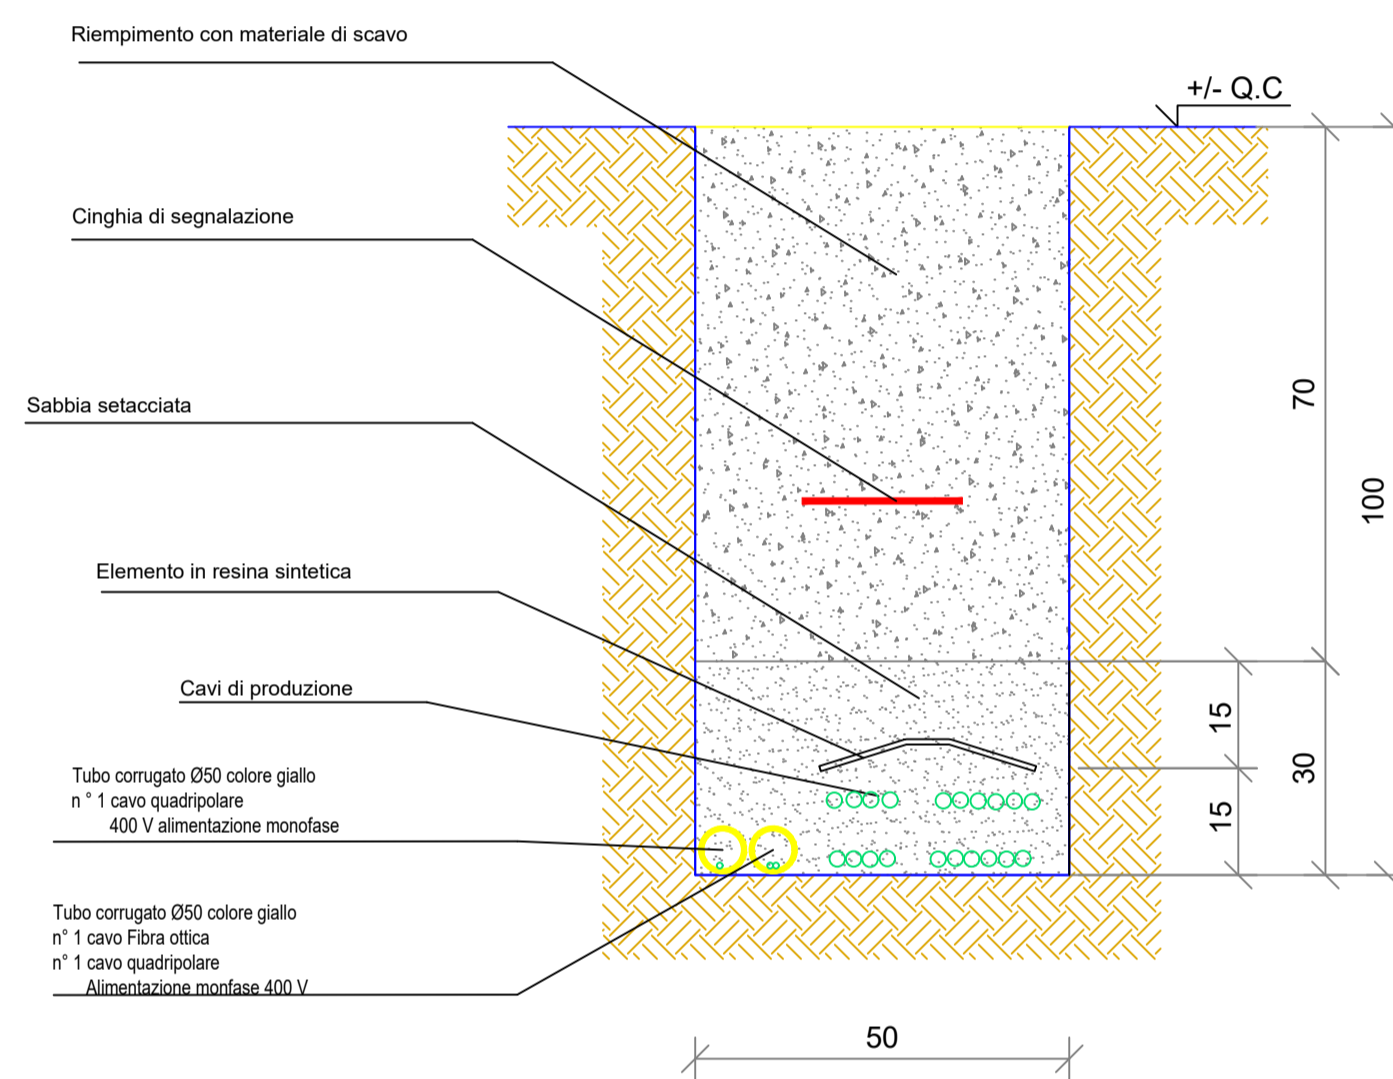 Riempimento con materiale di scavo
+/- Q.C
Cinghia di segnalazione
70
Sabbia setacciata
100
Elemento in resina sintetica
Cavi di produzione
15
30
15
Tubo corrugato Ø50 colore giallo
n ° 1 cavo quadripolare
400 V alimentazione monofase
Tubo corrugato Ø50 colore giallo
n° 1 cavo Fibra ottica
n° 1 cavo quadripolare
Alimentazione monfase 400 V
50